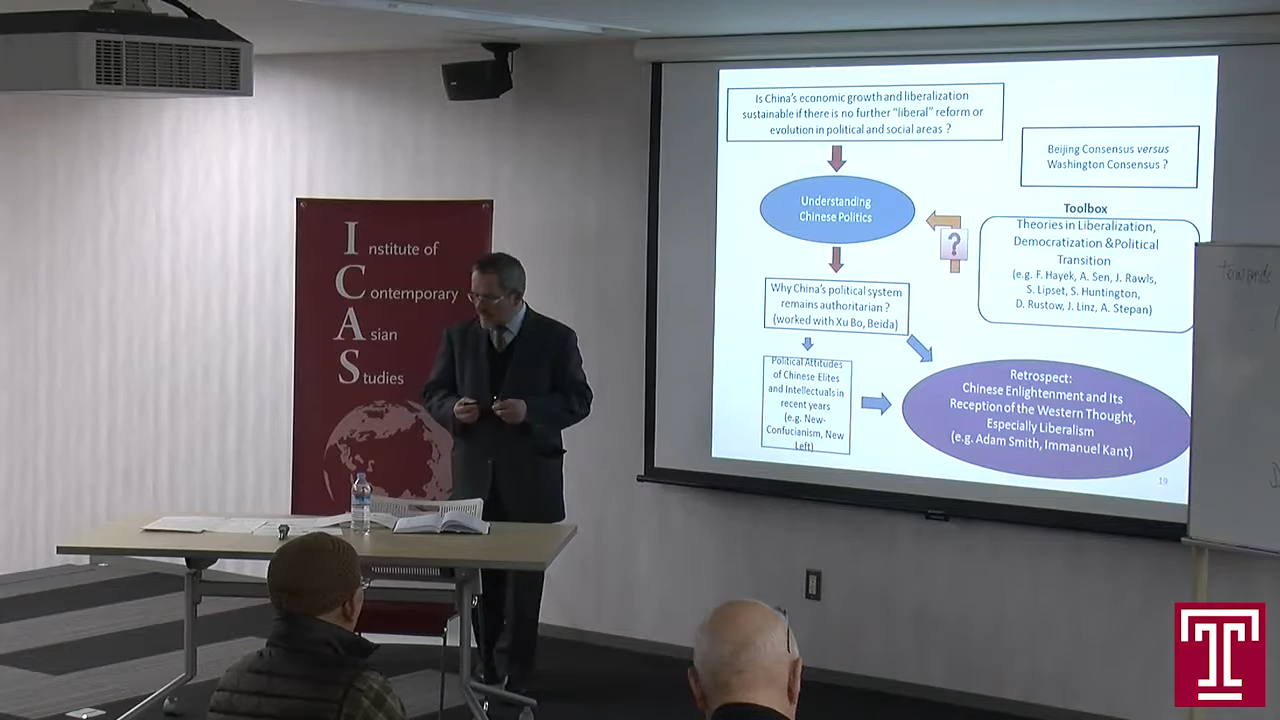 Institute of
Contemporary
Asian
Studies
Is China's economic growth and liberalization
sustainable if there is no further "liberal" reform or
evolution in political and social areas ?
Beijing Consensus versus
Washington Consensus ?
Understanding
Chinese Politics
?
Toolbox
Theories in Liberalization,
Democratization &Political
Transition
(e.g. F. Hayek, A. Sen, J. Rawls,
S. Lipset, S. Huntington,
D. Rustow, J. Linz, A. Stepan)
Why China's political system
remains authoritarian ?
(worked with Xu Bo, Beida)
Political Attitudes
of Chinese Elites
and Intellectuals in
recent years
(e.g. New-
Confucianism, New
Left)
Retrospect:
Chinese Enlightenment and Its
Reception of the Western Thought,
Especially Liberalism
(e.g. Adam Smith, Immanuel Kant)
19
T